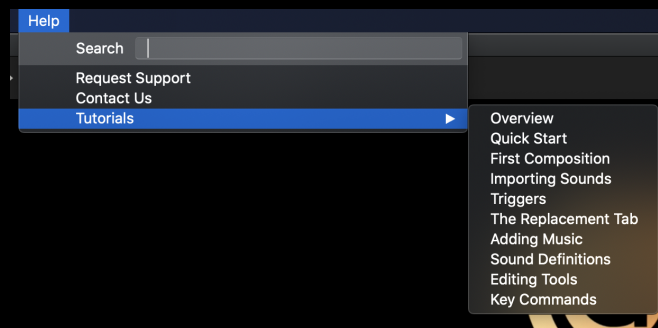 Help
Search
Request Support
Contact Us
Tutorials
Overview
Quick Start
First Composition
Importing Sounds
Triggers
The Replacement Tab
Adding Music
Sound Definitions
Editing Tools
Key Commands